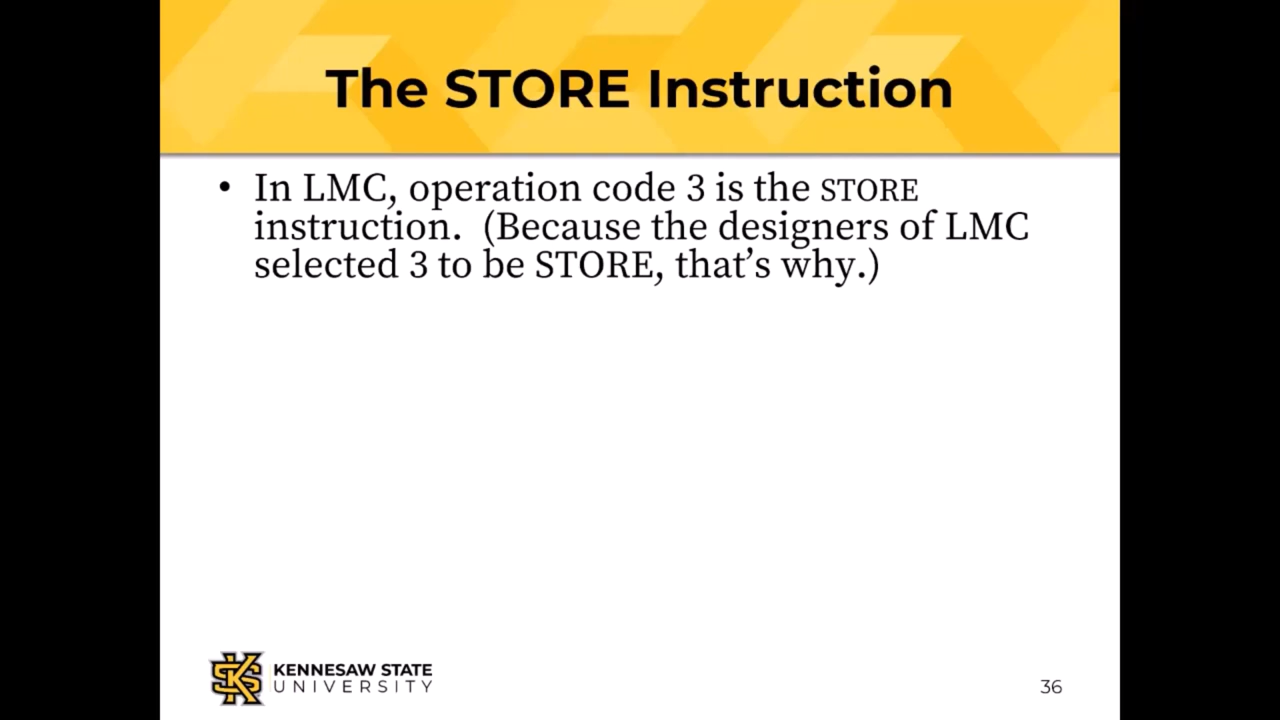 The STORE Instruction
• In LMC, operation code 3 is the STORE
instruction.  (Because the designers of LMC
selected 3 to be STORE, that’s why.)
KENNESAW STATE
UNIVERSITY
36